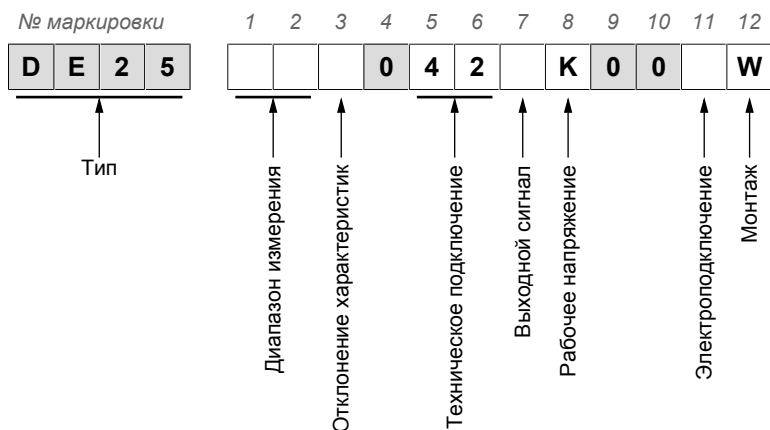 № маркировки 1 2 3 4 5 6 7 8 9 10 11 12
D E 2 5 0 4 2 K 0 0 W
Тип
Диапазон измерения
Отклонение характеристик
Техническое подключение
Выходной сигнал
Рабочее напряжение
Электроподключение
Монтаж